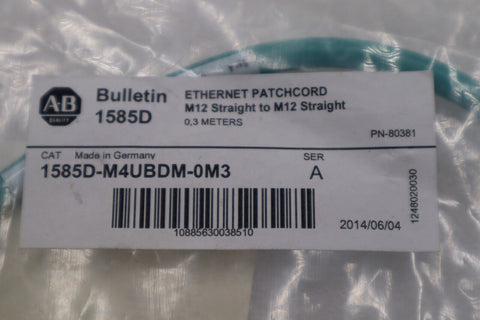 AB
QUALITY
Bulletin
1585D
ETHERNET PATCHCORD
M12 Straight to M12 Straight
0,3 METERS
PN-80381
CAT Made in Germany SER
1585D-M4UBDM-0M3 A
10885630038510
2014/06/04
1248020030